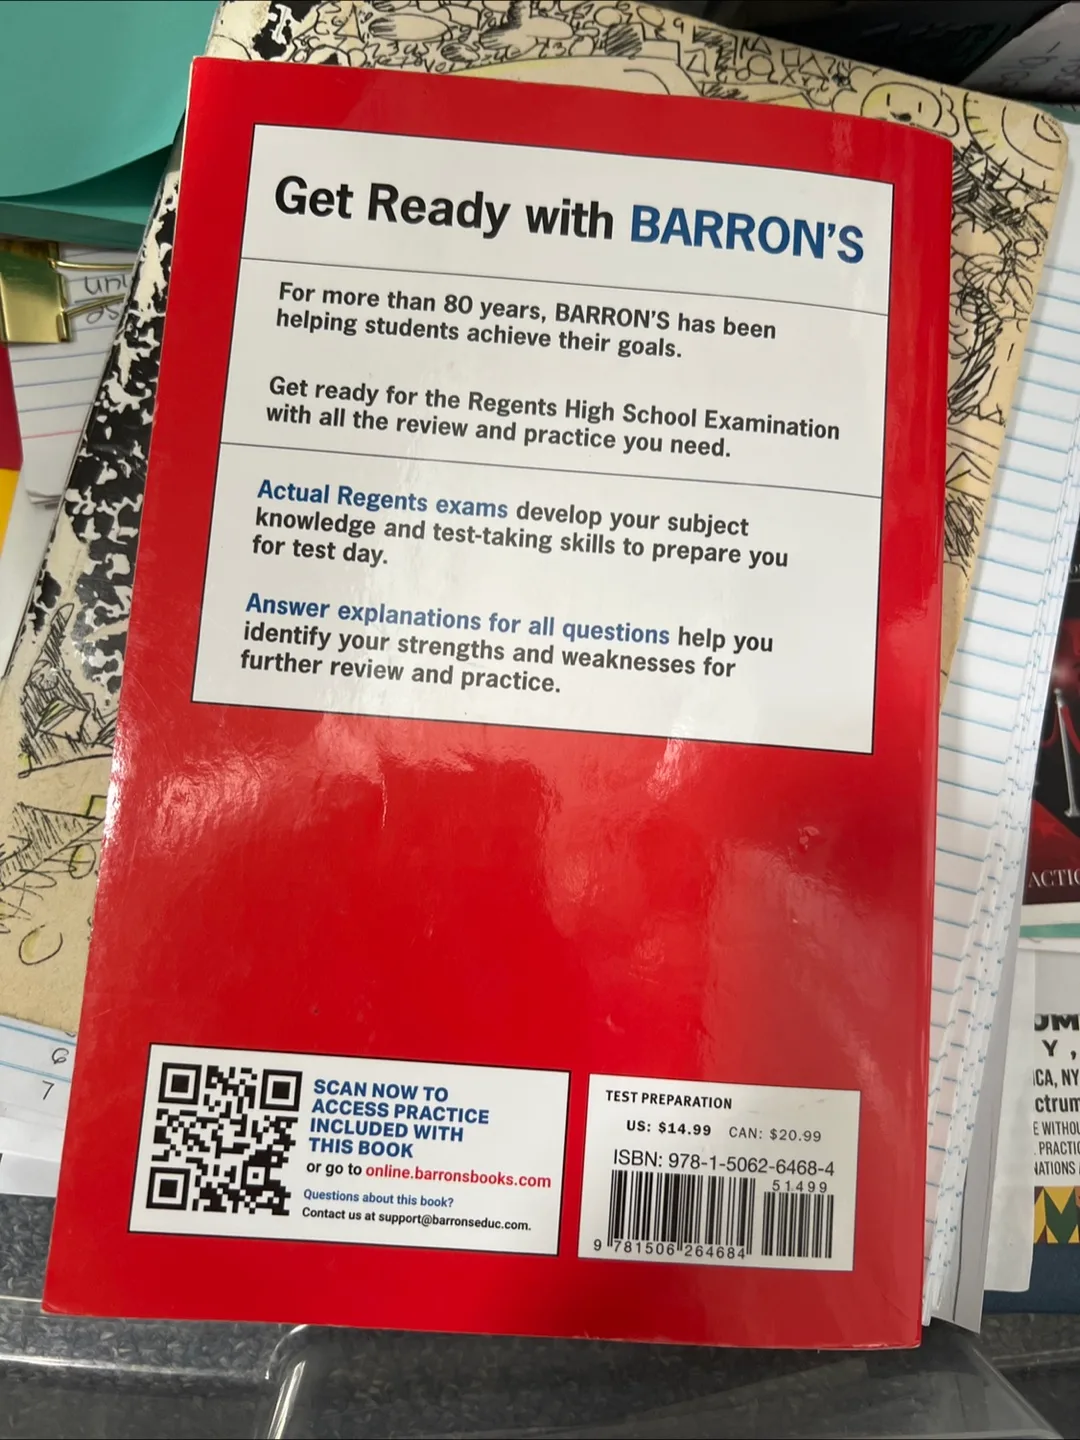 Get Ready with BARRON'S
For more than 80 years, BARRON'S has been
helping students achieve their goals.
Get ready for the Regents High School Examination
with all the review and practice you need.
Actual Regents exams develop your subject
knowledge and test-taking skills to prepare you
for test day.
Answer explanations for all questions help you
identify your strengths and weaknesses for
further review and practice.
SCAN NOW TO
ACCESS PRACTICE
INCLUDED WITH
THIS BOOK
or go to online.barronsbooks.com
Questions about this book?
Contact us at support@barronseduc.com.
TEST PREPARATION
US: $14.99 CAN: $20.99
ISBN: 978-1-5062-6468-4
51499
9 781506 264684
6
7